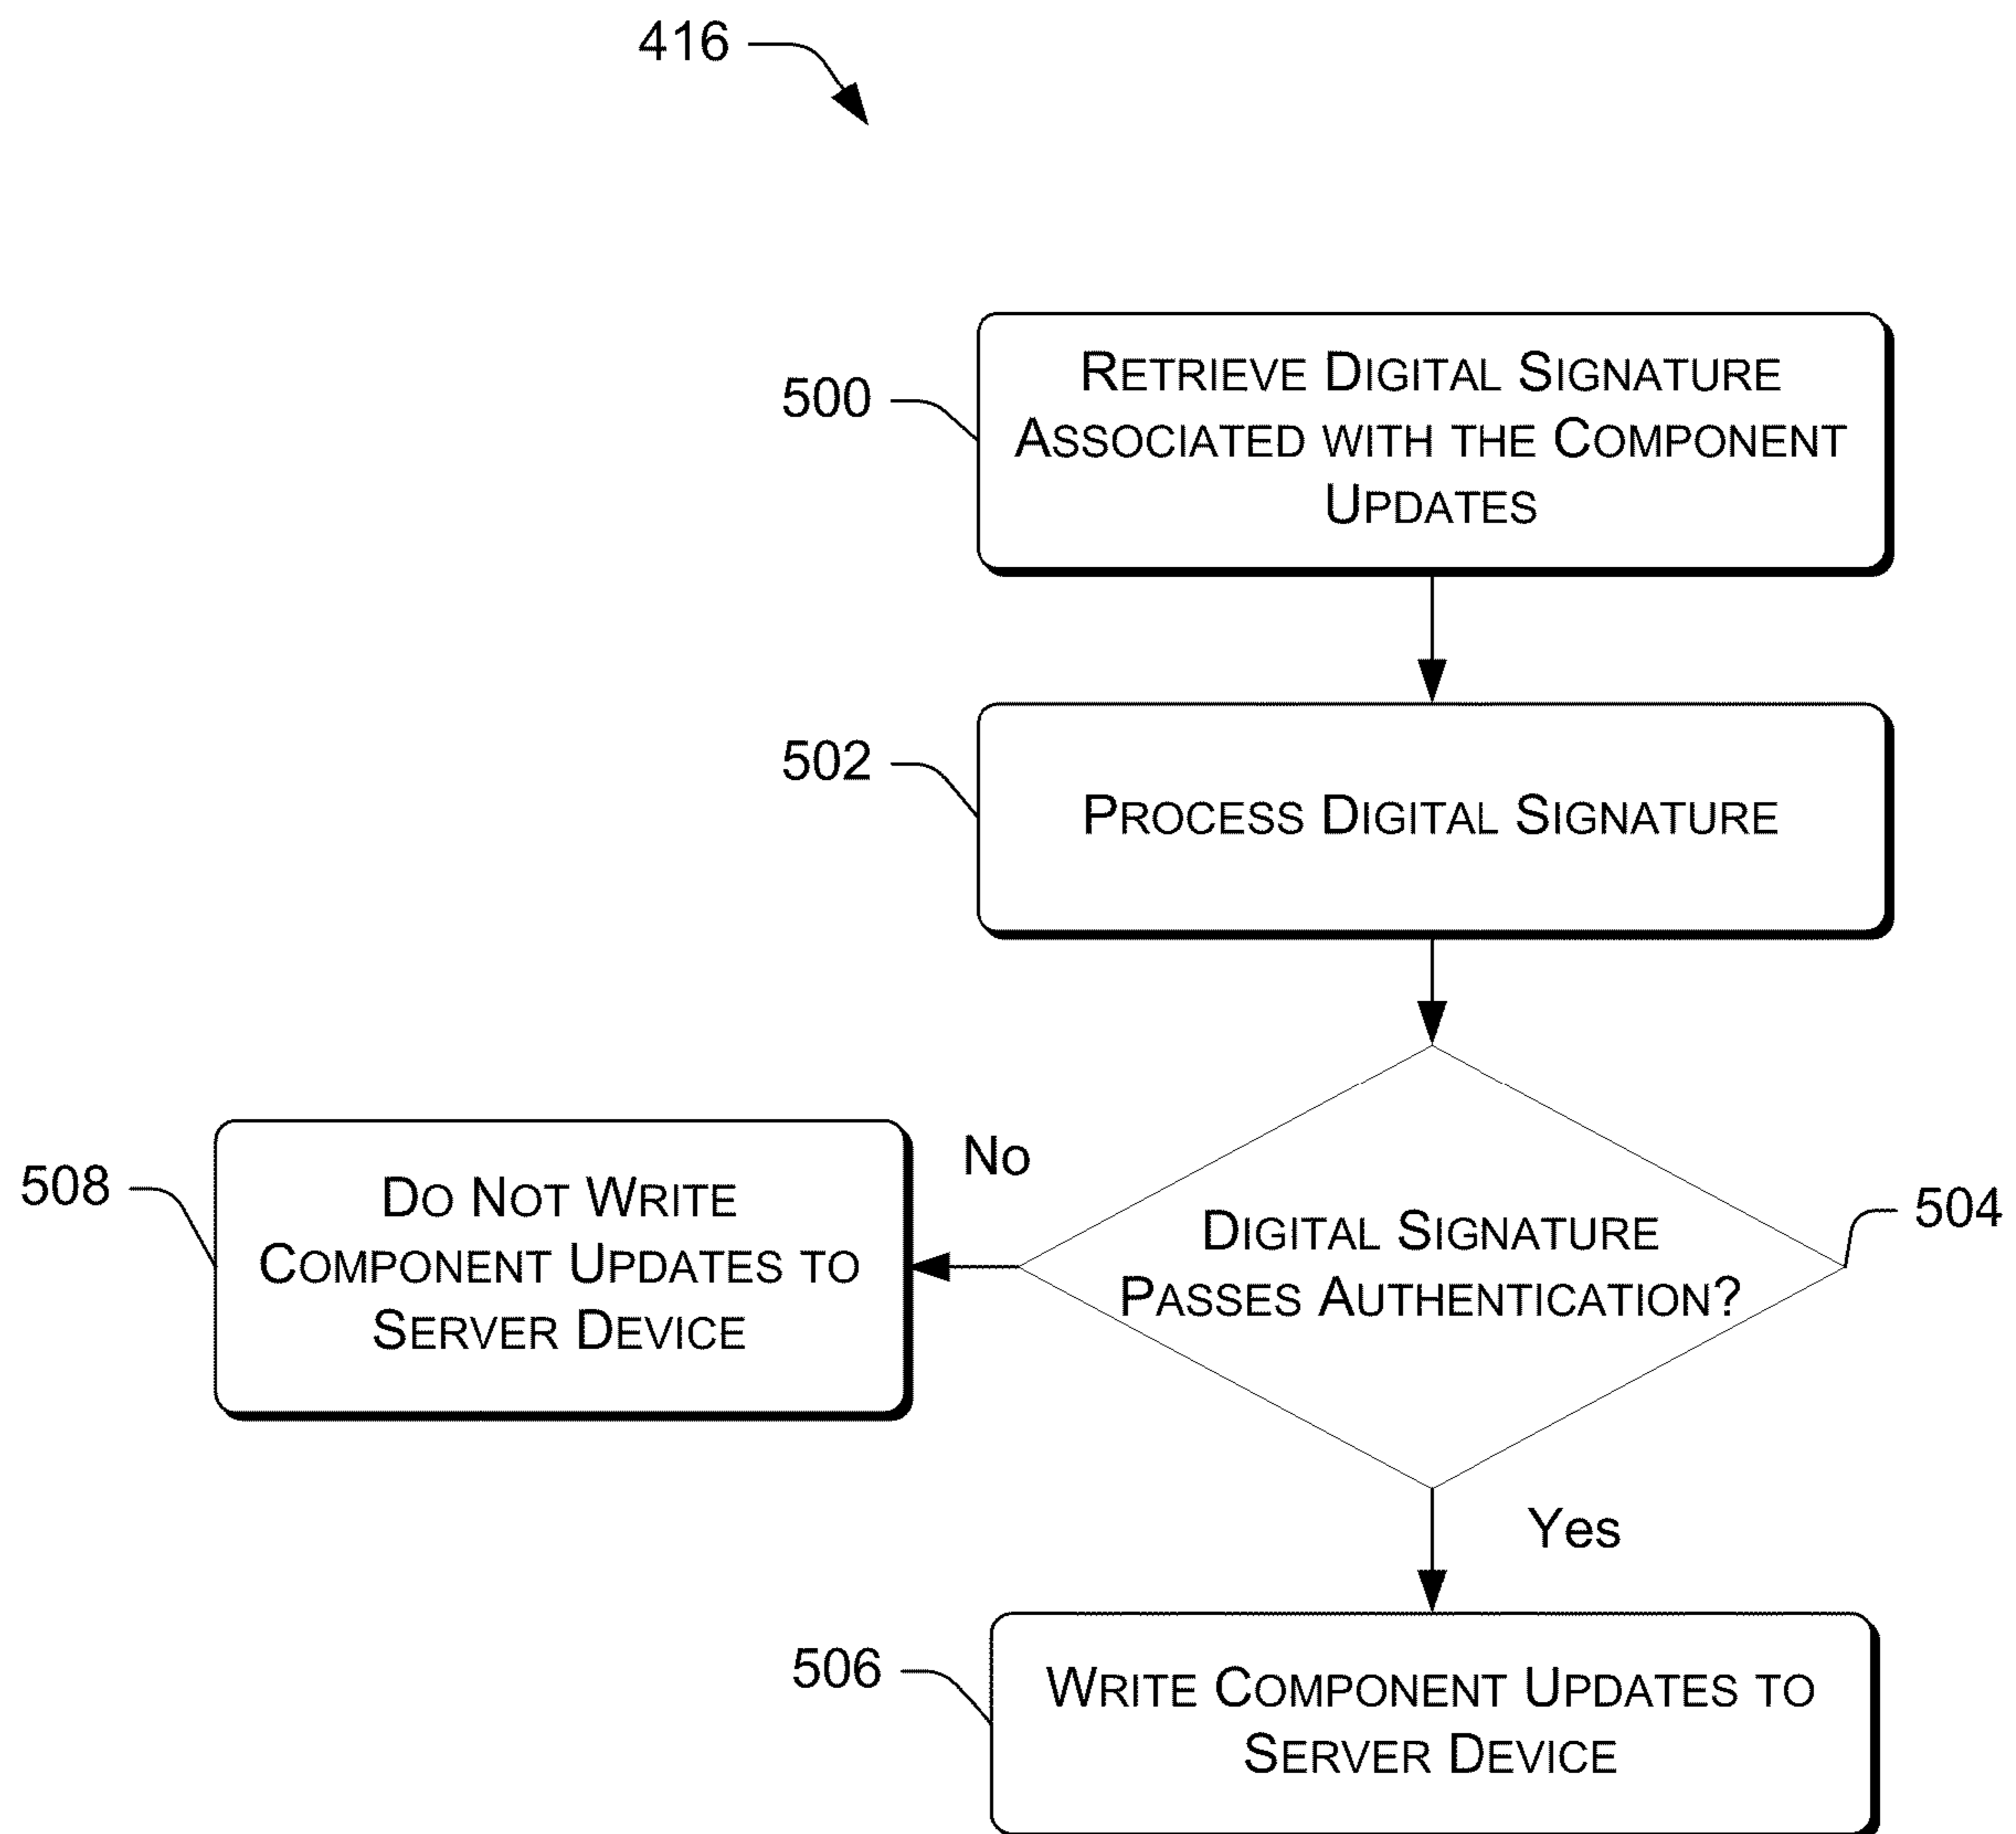 416
500
RETRIEVE DIGITAL SIGNATURE
ASSOCIATED WITH THE COMPONENT
UPDATES
502
PROCESS DIGITAL SIGNATURE
504
DIGITAL SIGNATURE
PASSES AUTHENTICATION?
No
508
DO NOT WRITE
COMPONENT UPDATES TO
SERVER DEVICE
Yes
506
WRITE COMPONENT UPDATES TO
SERVER DEVICE